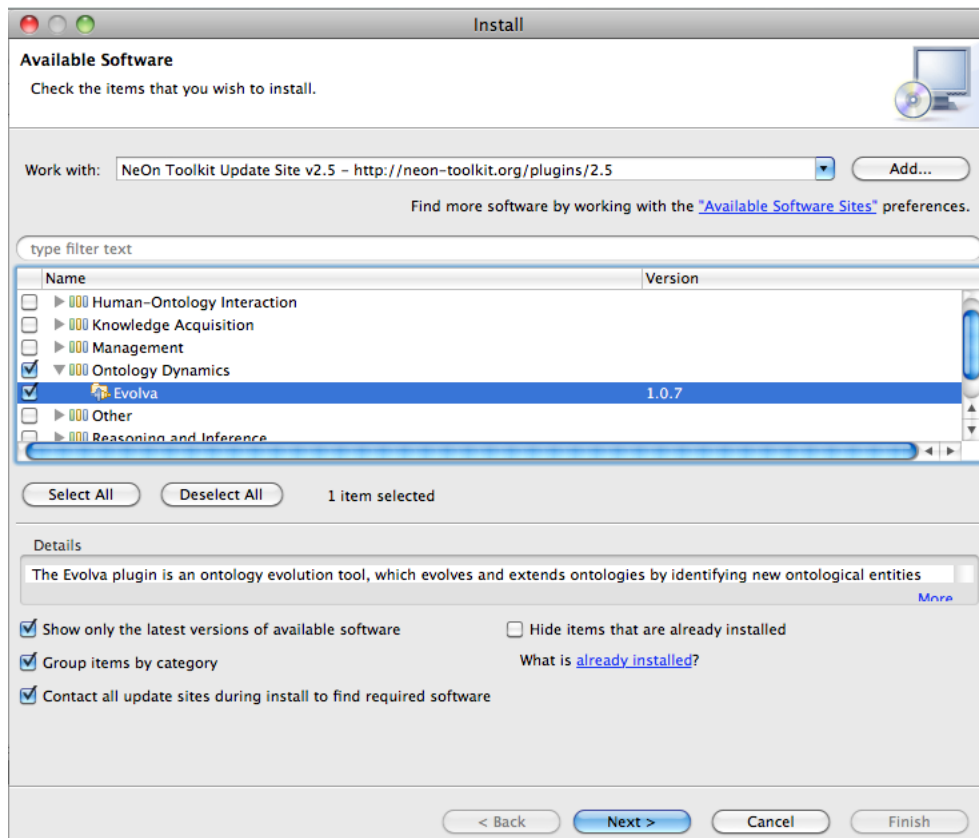 Install
Available Software
Check the items that you wish to install.
Work with: NeOn Toolkit Update Site v2.5 – http://neon-toolkit.org/plugins/2.5 Add...
Find more software by working with the "Available Software Sites" preferences.
type filter text
Name Version
Human-Ontology Interaction
Knowledge Acquisition
Management
Ontology Dynamics
Evolva 1.0.7
Other
Reasoning and Inference
Select All Deselect All 1 item selected
Details
The Evolva plugin is an ontology evolution tool, which evolves and extends ontologies by identifying new ontological entities
More
Show only the latest versions of available software Hide items that are already installed
Group items by category What is already installed?
Contact all update sites during install to find required software
< Back Next > Cancel Finish